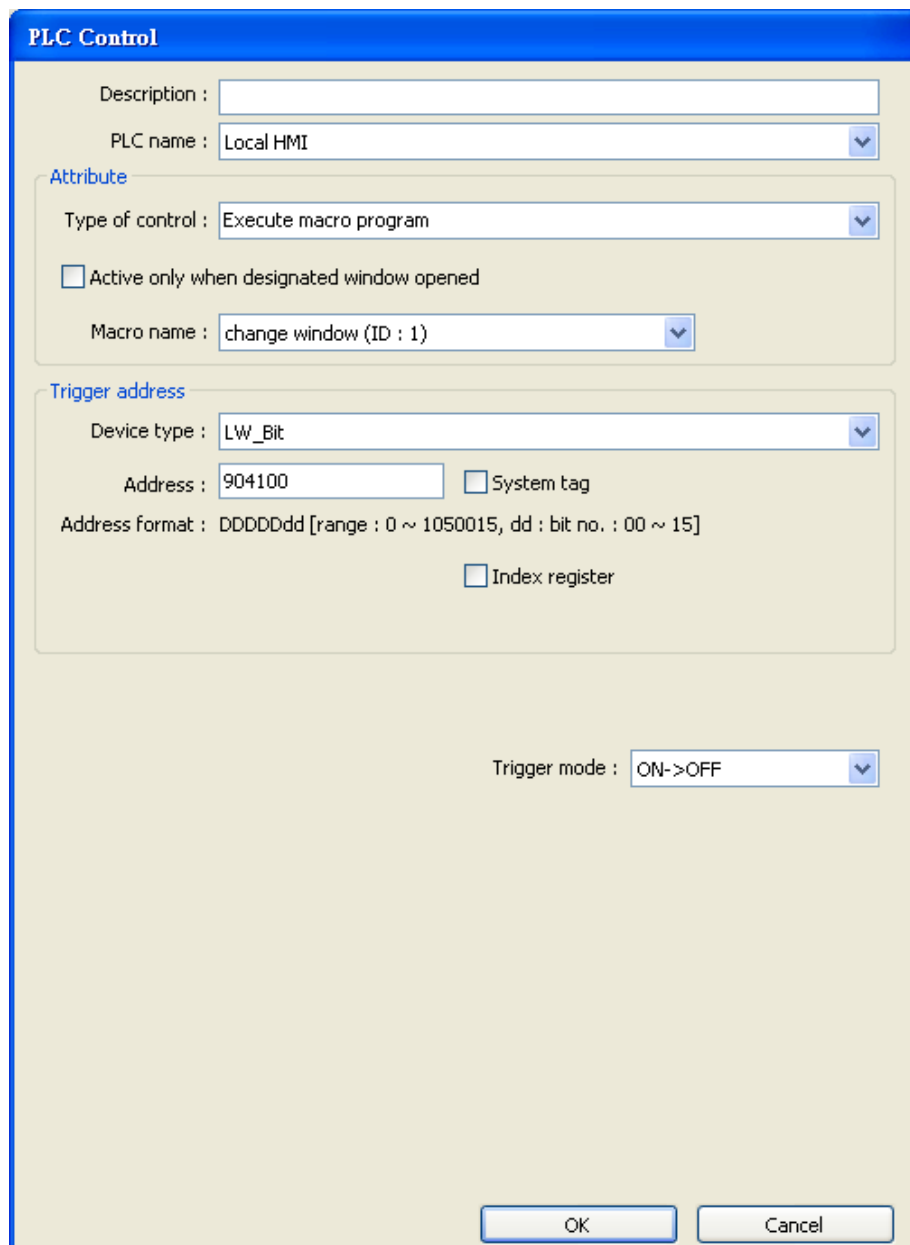 PLC Control
Description :
PLC name : Local HMI
Attribute
Type of control : Execute macro program
Active only when designated window opened
Macro name : change window (ID : 1)
Trigger address
Device type : LW_Bit
Address : 904100 System tag
Address format : DDDDDdd [range : 0 ~ 1050015, dd : bit no. : 00 ~ 15]
Index register
Trigger mode : ON->OFF
OK Cancel